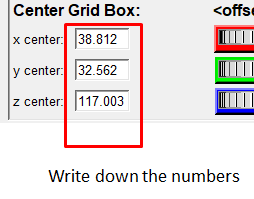 Center Grid Box: <offse
x center: 38.812
y center: 32.562
z center: 117.003
Write down the numbers